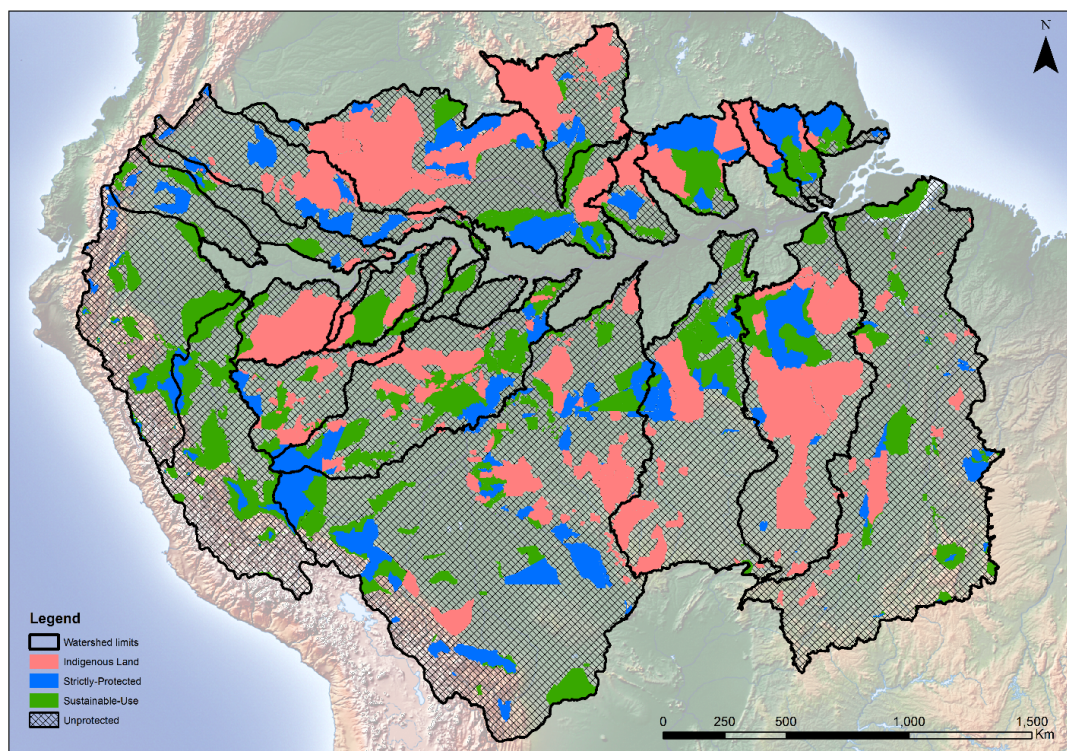 N
Legend
Watershed limits
Indigenous Land
Strictly-Protected
Sustainable-Use
Unprotected
0 250 500 1,000 1,500
Km